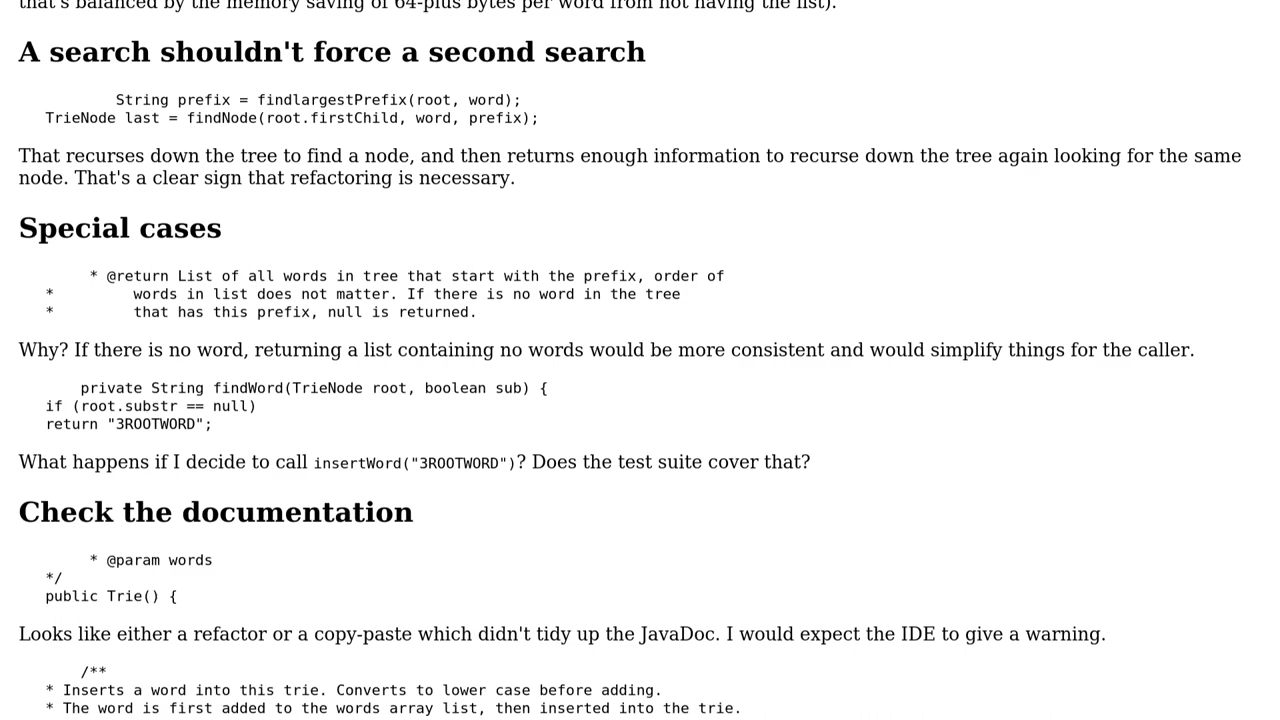 that's balanced by the memory saving of 64-plus bytes per word from not having the list).
A search shouldn't force a second search
String prefix = findlargestPrefix(root, word);
TrieNode last = findNode(root.firstChild, word, prefix);
That recurses down the tree to find a node, and then returns enough information to recurse down the tree again looking for the same
node. That's a clear sign that refactoring is necessary.
Special cases
* @return List of all words in tree that start with the prefix, order of
*         words in list does not matter. If there is no word in the tree
*         that has this prefix, null is returned.
Why? If there is no word, returning a list containing no words would be more consistent and would simplify things for the caller.
private String findWord(TrieNode root, boolean sub) {
if (root.substr == null)
return "3ROOTWORD";
What happens if I decide to call insertWord("3ROOTWORD")? Does the test suite cover that?
Check the documentation
* @param words
*/
public Trie() {
Looks like either a refactor or a copy-paste which didn't tidy up the JavaDoc. I would expect the IDE to give a warning.
/**
* Inserts a word into this trie. Converts to lower case before adding.
* The word is first added to the words array list, then inserted into the trie.